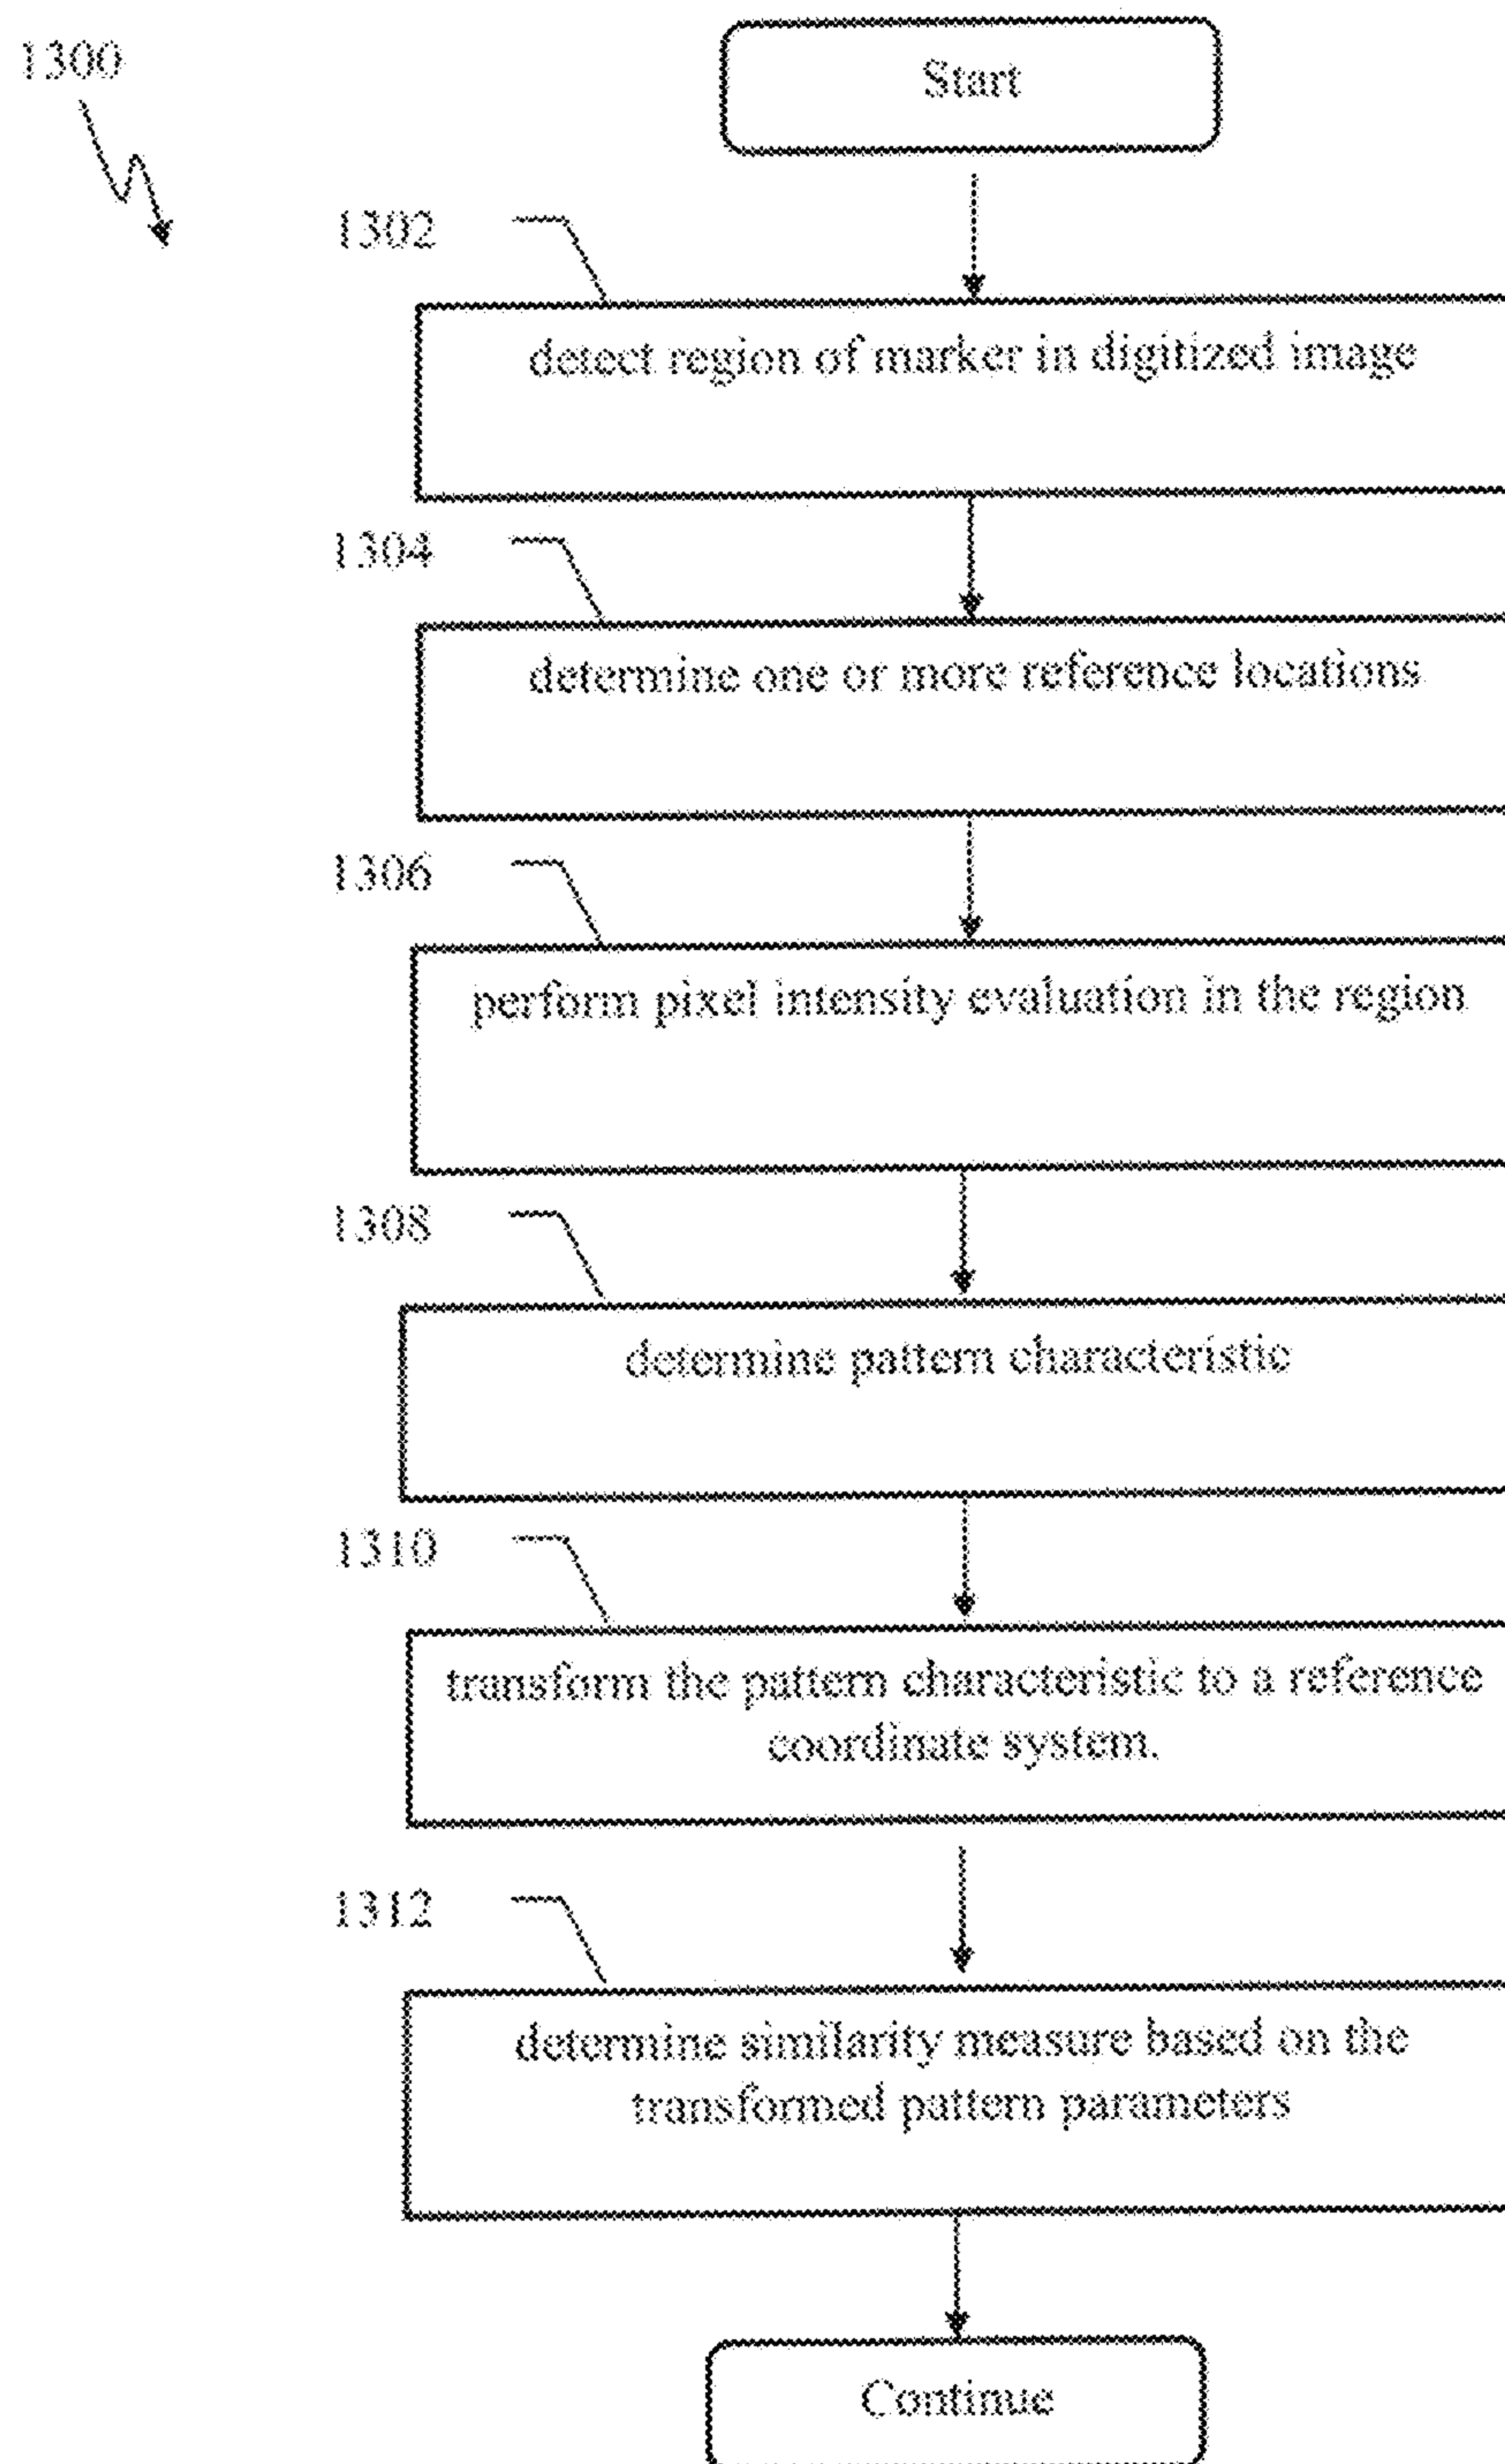 1300
Start
1302
detect region of marker in digitized image
1304
determine one or more reference locations
1306
perform pixel intensity evaluation in the region
1308
determine pattern characteristic
1310
transform the pattern characteristic to a reference
coordinate system.
1312
determine similarity measure based on the
transformed pattern parameters
Continue